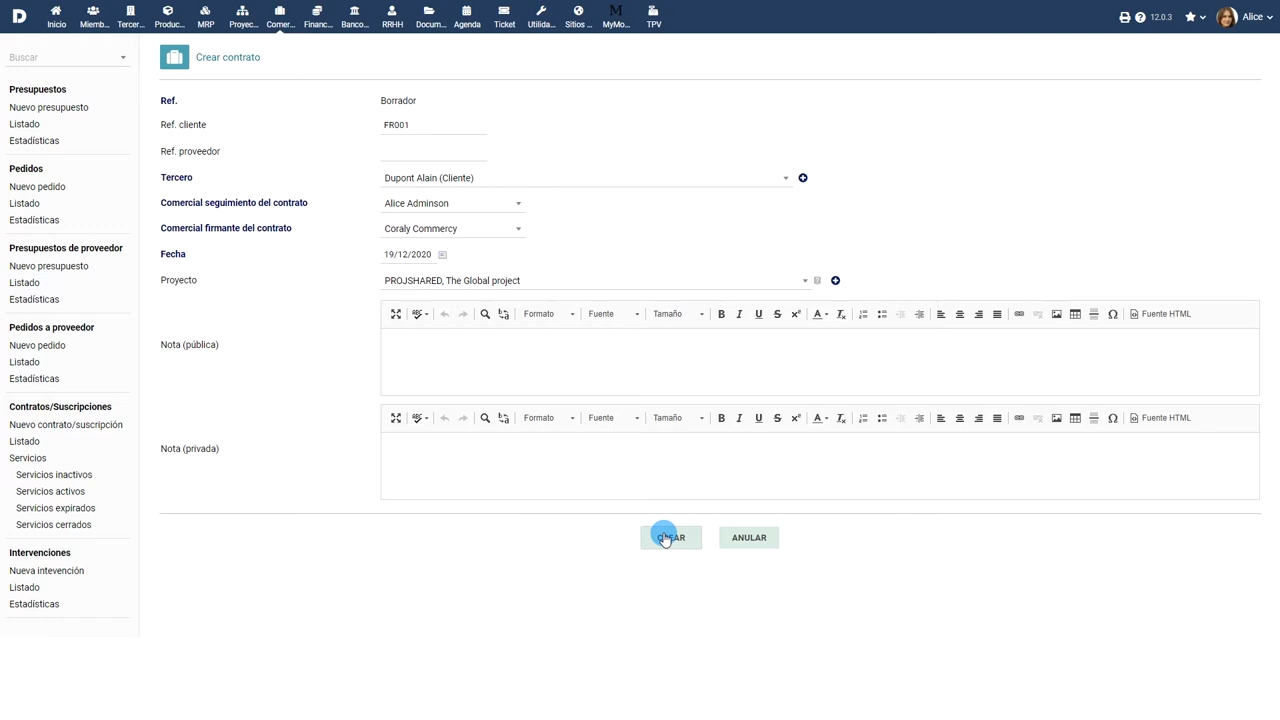 D
Inicio
Miemb...
Tercer...
Produc...
MRP
Proyec...
Comer...
Financ...
Banco...
RRHH
Docum...
Agenda
Ticket
Utilida...
Sitios ...
M
MyMo...
TPV
12.0.3
Alice
Buscar
Presupuestos
Nuevo presupuesto
Listado
Estadísticas
Pedidos
Nuevo pedido
Listado
Estadísticas
Presupuestos de proveedor
Nuevo presupuesto
Listado
Estadísticas
Pedidos a proveedor
Nuevo pedido
Listado
Estadísticas
Contratos/Suscripciones
Nuevo contrato/suscripción
Listado
Servicios
Servicios inactivos
Servicios activos
Servicios expirados
Servicios cerrados
Intervenciones
Nueva intevención
Listado
Estadísticas
Crear contrato
Ref. Borrador
Ref. cliente FR001
Ref. proveedor
Tercero Dupont Alain (Cliente)
Comercial seguimiento del contrato Alice Adminson
Comercial firmante del contrato Coraly Commercy
Fecha 19/12/2020
Proyecto PROJSHARED, The Global project
Formato Fuente Tamaño B I U S Fuente HTML
Nota (pública)
Formato Fuente Tamaño B I U S Fuente HTML
Nota (privada)
ANULAR